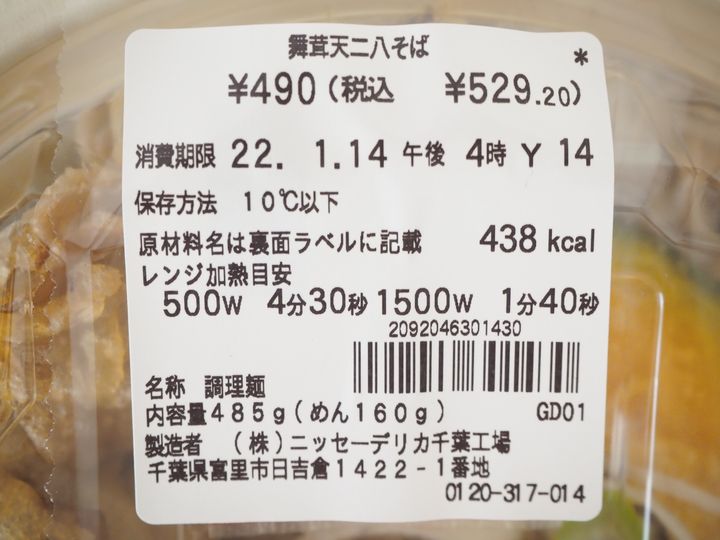 舞茸天二八そば
*
¥490(税込 ¥529.20)
消費期限 22. 1.14 午後 4時 Y 14
保存方法 10℃以下
原材料名は裏面ラベルに記載 438 kcal
レンジ加熱目安
500W 4分30秒 1500W 1分40秒
2092046301430
名称 調理麺
内容量485g(めん160g) GD01
製造者 (株)ニッセーデリカ千葉工場
千葉県富里市日吉倉1422-1番地
0120-317-014